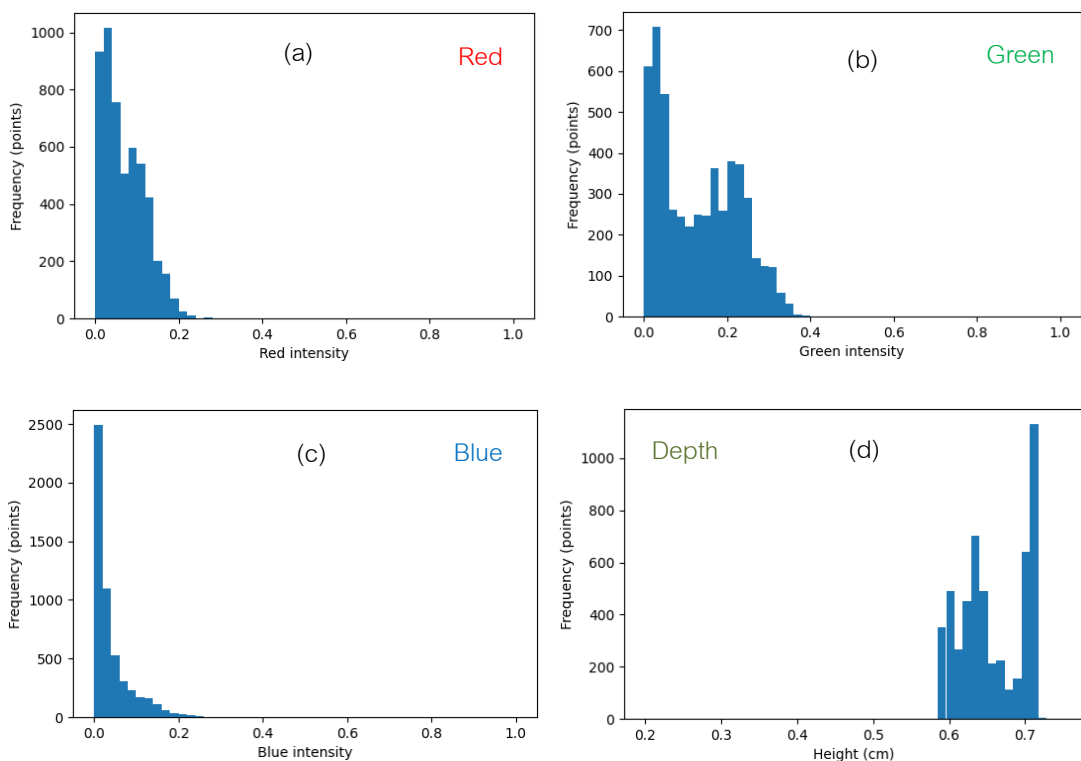 (a)
Red
Frequency (points)
1000
800
600
400
200
0
0.0 0.2 0.4 0.6 0.8 1.0
Red intensity
(b)
Green
Frequency (points)
700
600
500
400
300
200
100
0
0.0 0.2 0.4 0.6 0.8 1.0
Green intensity
(c)
Blue
Frequency (points)
2500
2000
1500
1000
500
0
0.0 0.2 0.4 0.6 0.8 1.0
Blue intensity
Depth
(d)
Frequency (points)
1000
800
600
400
200
0
0.2 0.3 0.4 0.5 0.6 0.7
Height (cm)